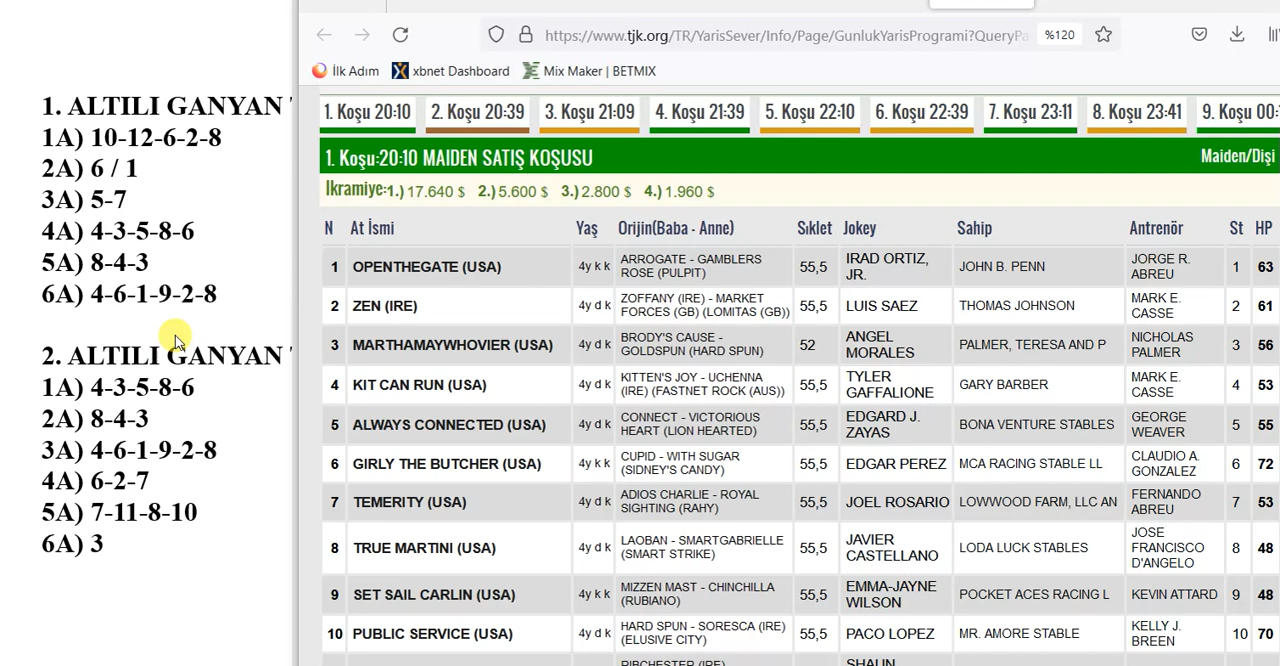 1. ALTILI GANYAN
1A) 10-12-6-2-8
2A) 6 / 1
3A) 5-7
4A) 4-3-5-8-6
5A) 8-4-3
6A) 4-6-1-9-2-8
2. ALTILI GANYAN
1A) 4-3-5-8-6
2A) 8-4-3
3A) 4-6-1-9-2-8
4A) 6-2-7
5A) 7-11-8-10
6A) 3
https://www.tjk.org/TR/YarisSever/Info/Page/GunlukYarisProgrami?QueryPa %120
İlk Adım xbnet Dashboard Mix Maker | BETMIX
1. Koşu 20:10 2. Koşu 20:39 3. Koşu 21:09 4. Koşu 21:39 5. Koşu 22:10 6. Koşu 22:39 7. Koşu 23:11 8. Koşu 23:41 9. Koşu 00:
1. Koşu:20:10 MAIDEN SATIŞ KOŞUSU Maiden/Dişi
Ikramiye:1.) 17.640 $ 2.) 5.600 $ 3.) 2.800 $ 4.) 1.960 $
N At İsmi Yaş Orijin(Baba - Anne) Sıklet Jokey Sahip Antrenör St HP
1 OPENTHEGATE (USA) 4y k k ARROGATE - GAMBLERS ROSE (PULPIT) 55,5 IRAD ORTIZ, JR. JOHN B. PENN JORGE R. ABREU 1 63
2 ZEN (IRE) 4y d k ZOFFANY (IRE) - MARKET FORCES (GB) (LOMITAS (GB)) 55,5 LUIS SAEZ THOMAS JOHNSON MARK E. CASSE 2 61
3 MARTHAMAYWHOVIER (USA) 4y d k BRODY'S CAUSE - GOLDSPUN (HARD SPUN) 52 ANGEL MORALES PALMER, TERESA AND P NICHOLAS PALMER 3 56
4 KIT CAN RUN (USA) 4y d k KITTEN'S JOY - UCHENNA (IRE) (FASTNET ROCK (AUS)) 55,5 TYLER GAFFALIONE GARY BARBER MARK E. CASSE 4 53
5 ALWAYS CONNECTED (USA) 4y d k CONNECT - VICTORIOUS HEART (LION HEARTED) 55,5 EDGARD J. ZAYAS BONA VENTURE STABLES GEORGE WEAVER 5 55
6 GIRLY THE BUTCHER (USA) 4y k k CUPID - WITH SUGAR (SIDNEY'S CANDY) 55,5 EDGAR PEREZ MCA RACING STABLE LL CLAUDIO A. GONZALEZ 6 72
7 TEMERITY (USA) 4y d k ADIOS CHARLIE - ROYAL SIGHTING (RAHY) 55,5 JOEL ROSARIO LOWWOOD FARM, LLC AN FERNANDO ABREU 7 53
8 TRUE MARTINI (USA) 4y d k LAOBAN - SMARTGABRIELLE (SMART STRIKE) 55,5 JAVIER CASTELLANO LODA LUCK STABLES JOSE FRANCISCO D'ANGELO 8 48
9 SET SAIL CARLIN (USA) 4y k k MIZZEN MAST - CHINCHILLA (RUBIANO) 55,5 EMMA-JAYNE WILSON POCKET ACES RACING L KEVIN ATTARD 9 48
10 PUBLIC SERVICE (USA) 4y d k HARD SPUN - SORESCA (IRE) (ELUSIVE CITY) 55,5 PACO LOPEZ MR. AMORE STABLE KELLY J. BREEN 10 70
RIBCHESTER (IRE) SHAUN